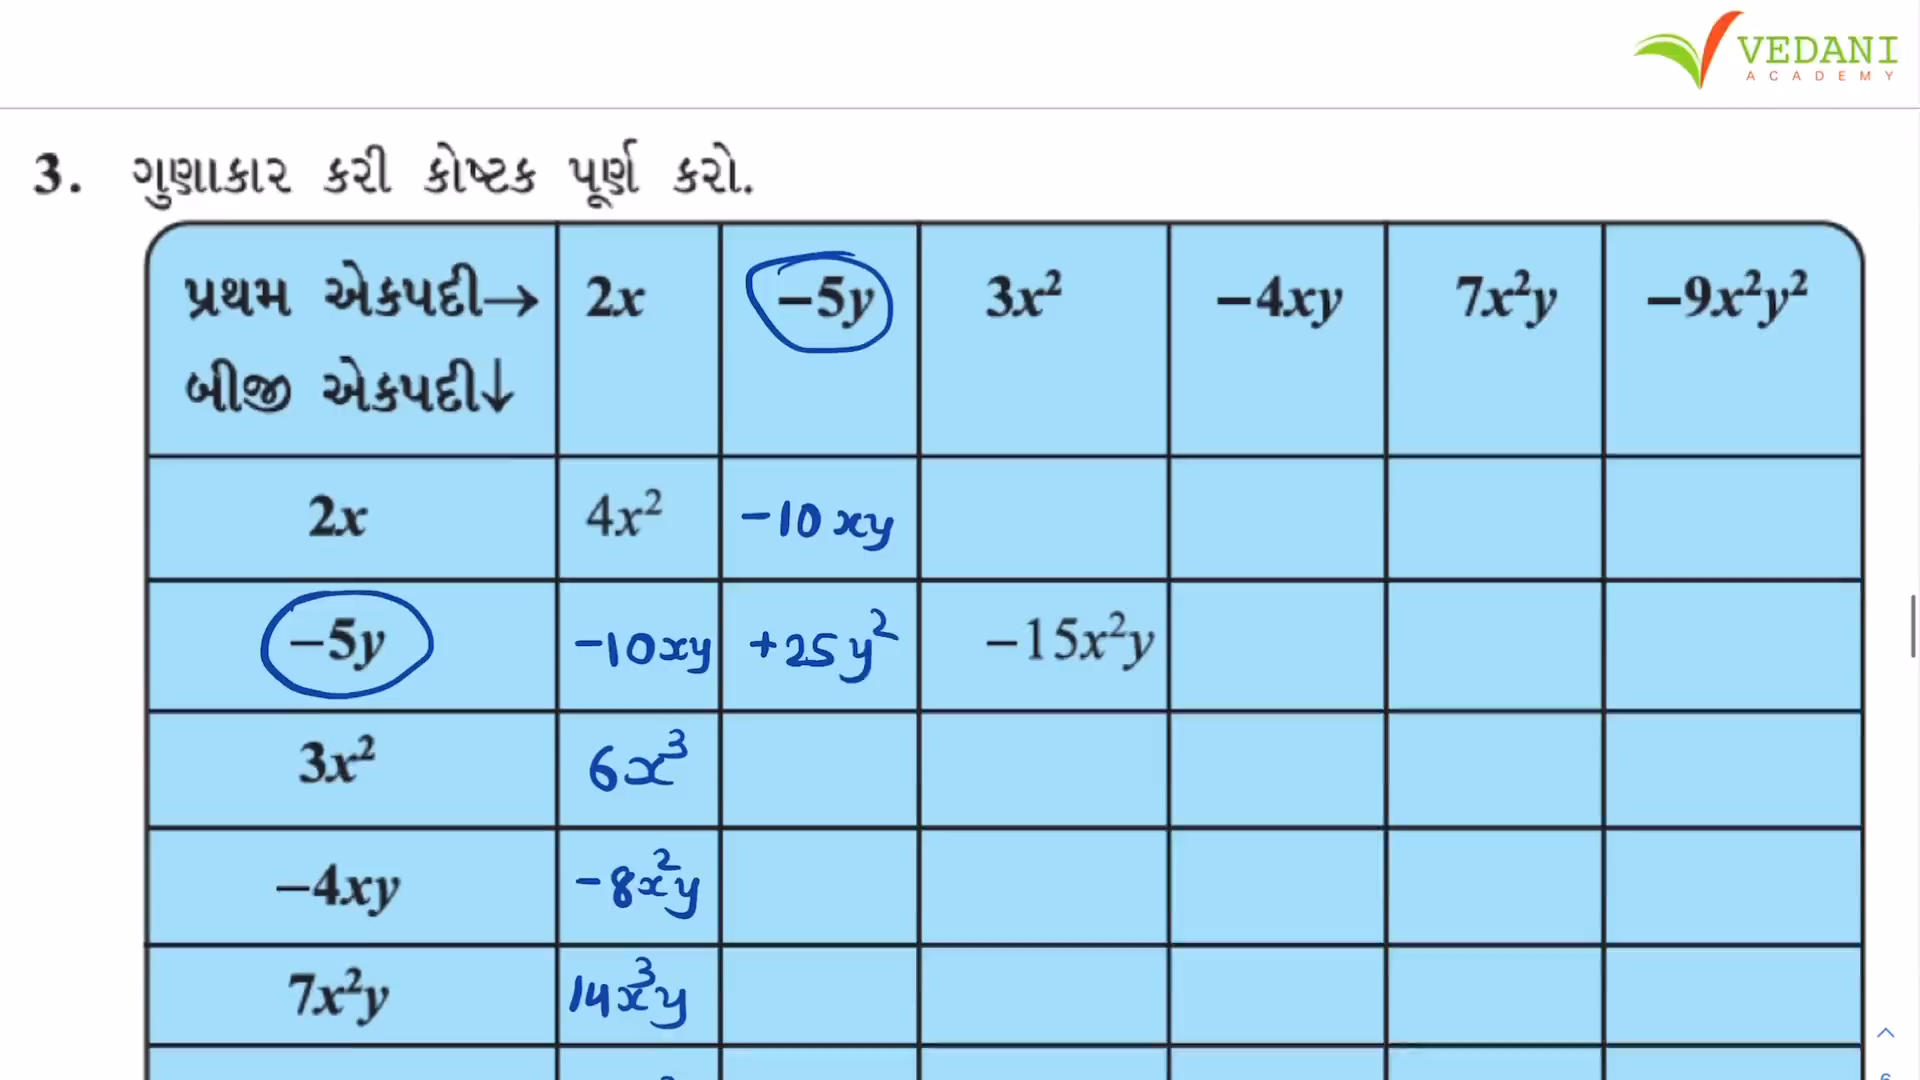 VEDANI
ACADEMY
3. ગુણાકાર કરી કોષ્ટક પૂર્ણ કરો.
પ્રથમ એકપદી→ 2x −5y 3x² −4xy 7x²y −9x²y²
બીજી એકપદી↓
2x 4x² -10xy
−5y -10xy +25y² −15x²y
3x² 6x³
−4xy -8x²y
7x²y 14x³y